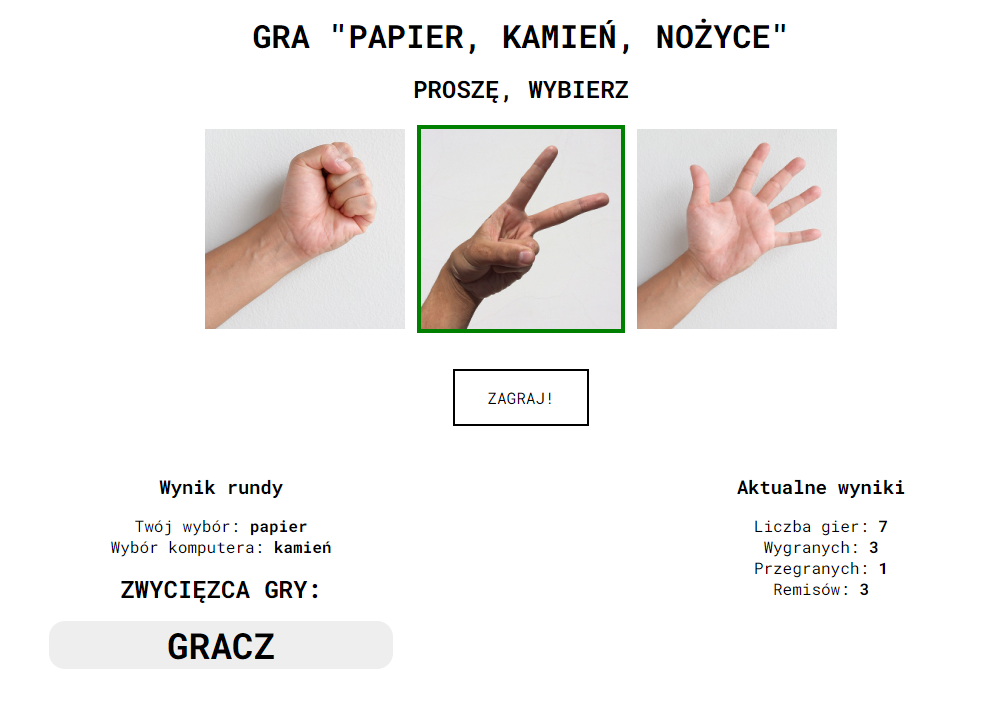 GRA "PAPIER, KAMIEŃ, NOŻYCE"
PROSZĘ, WYBIERZ
ZAGRAJ!
Wynik rundy
Twój wybór: papier
Wybór komputera: kamień
ZWYCIĘZCA GRY:
GRACZ
Aktualne wyniki
Liczba gier: 7
Wygranych: 3
Przegranych: 1
Remisów: 3